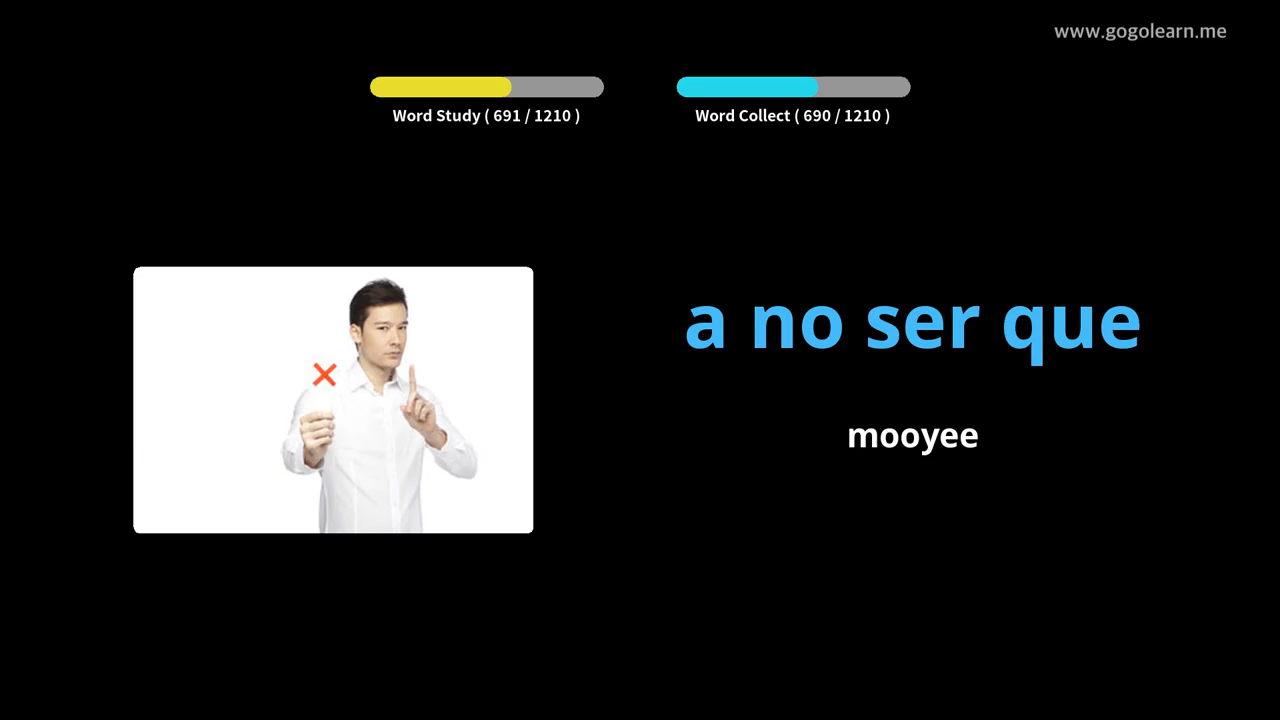 www.gogolearn.me
Word Study ( 691 / 1210 )
Word Collect ( 690 / 1210 )
a no ser que
mooyee